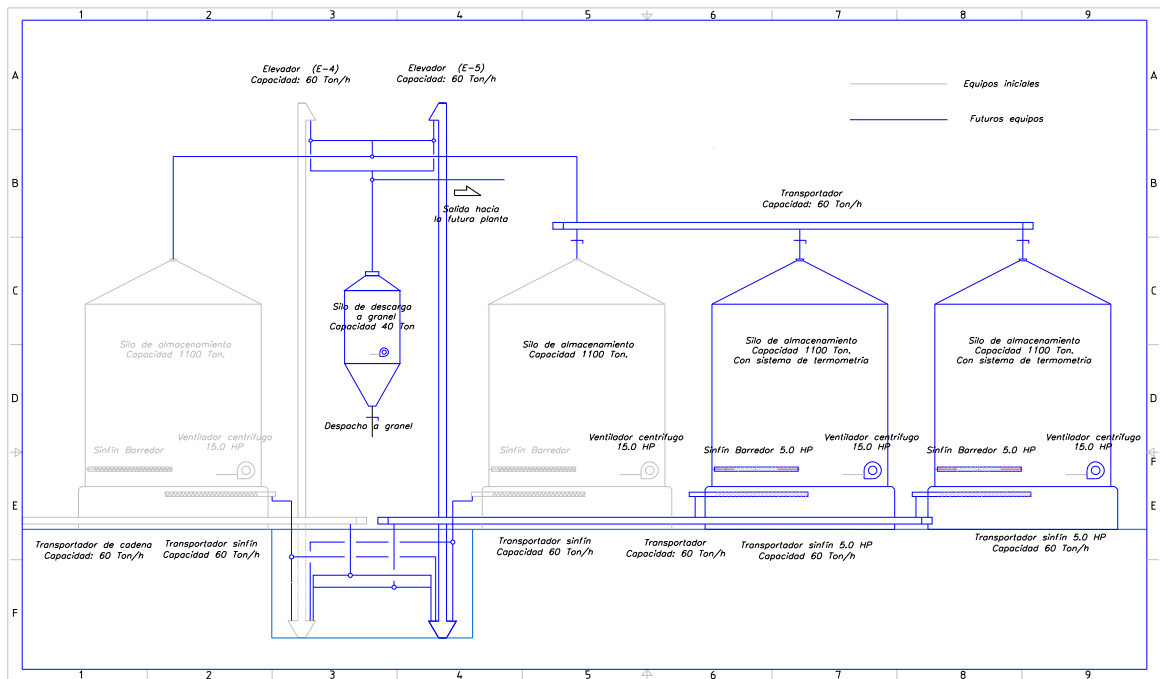 1 2 3 4 5 6 7 8 9
A
A
Elevador (E-4)
Capacidad: 60 Ton/h
Elevador (E-5)
Capacidad: 60 Ton/h
Equipos iniciales
Futuros equipos
B
B
Salida hacia
la futura planta
Transportador
Capacidad: 60 Ton/h
C
C
Silo de descarga
a granel
Capacidad 40 Ton
Silo de almacenamiento
Capacidad 1100 Ton.
Silo de almacenamiento
Capacidad 1100 Ton.
Silo de almacenamiento
Capacidad 1100 Ton.
Con sistema de termometria
Silo de almacenamiento
Capacidad 1100 Ton.
Con sistema de termometria
D
D
Despacho a granel
Sinfín Barredor
Ventilador centrífugo
15.0 HP
Sinfín Barredor
Ventilador centrífugo
15.0 HP
Sinfín Barredor 5.0 HP
Ventilador centrífugo
15.0 HP
Sinfín Barredor 5.0 HP
Ventilador centrífugo
15.0 HP
F
E
E
Transportador de cadena
Capacidad: 60 Ton/h
Transportador sinfín
Capacidad 60 Ton/h
Transportador sinfín
Capacidad 60 Ton/h
Transportador
Capacidad: 60 Ton/h
Transportador sinfín 5.0 HP
Capacidad 60 Ton/h
Transportador sinfín 5.0 HP
Capacidad 60 Ton/h
F
1 2 3 4 5 6 7 8 9